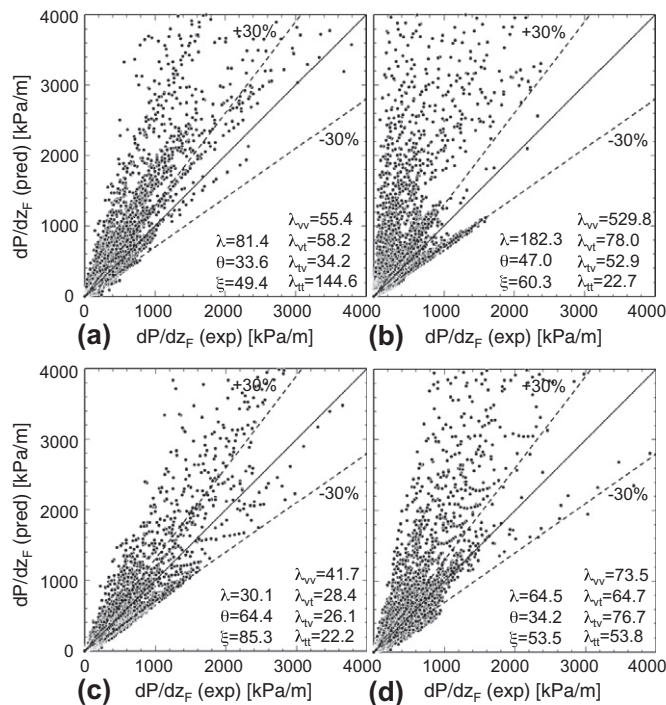 4000
3000
2000
1000
0
dP/dz_F (pred) [kPa/m]
+30%
-30%
λ=81.4
θ=33.6
ξ=49.4
λ_vv=55.4
λ_vt=58.2
λ_tv=34.2
λ_tt=144.6
0 1000 2000 3000 4000
(a) dP/dz_F (exp) [kPa/m]
+30%
-30%
λ=182.3
θ=47.0
ξ=60.3
λ_vv=529.8
λ_vt=78.0
λ_tv=52.9
λ_tt=22.7
1000 2000 3000 4000
(b) dP/dz_F (exp) [kPa/m]
4000
3000
2000
1000
0
dP/dz_F (pred) [kPa/m]
+30%
-30%
λ=30.1
θ=64.4
ξ=85.3
λ_vv=41.7
λ_vt=28.4
λ_tv=26.1
λ_tt=22.2
0 1000 2000 3000
(c) dP/dz_F (exp) [kPa/m]
+30%
-30%
λ=64.5
θ=34.2
ξ=53.5
λ_vv=73.5
λ_vt=64.7
λ_tv=76.7
λ_tt=53.8
0 1000 2000 3000 4000
(d) dP/dz_F (exp) [kPa/m]